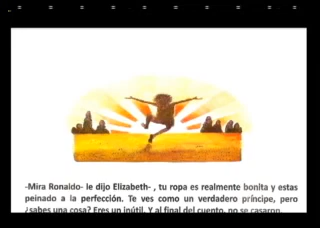 -Mira Ronaldo- le dijo Elizabeth- , tu ropa es realmente bonita y estas
peinado a la perfección. Te ves como un verdadero príncipe, pero
¿sabes una cosa? Eres un inútil. Y al final del cuento, no se casaron.